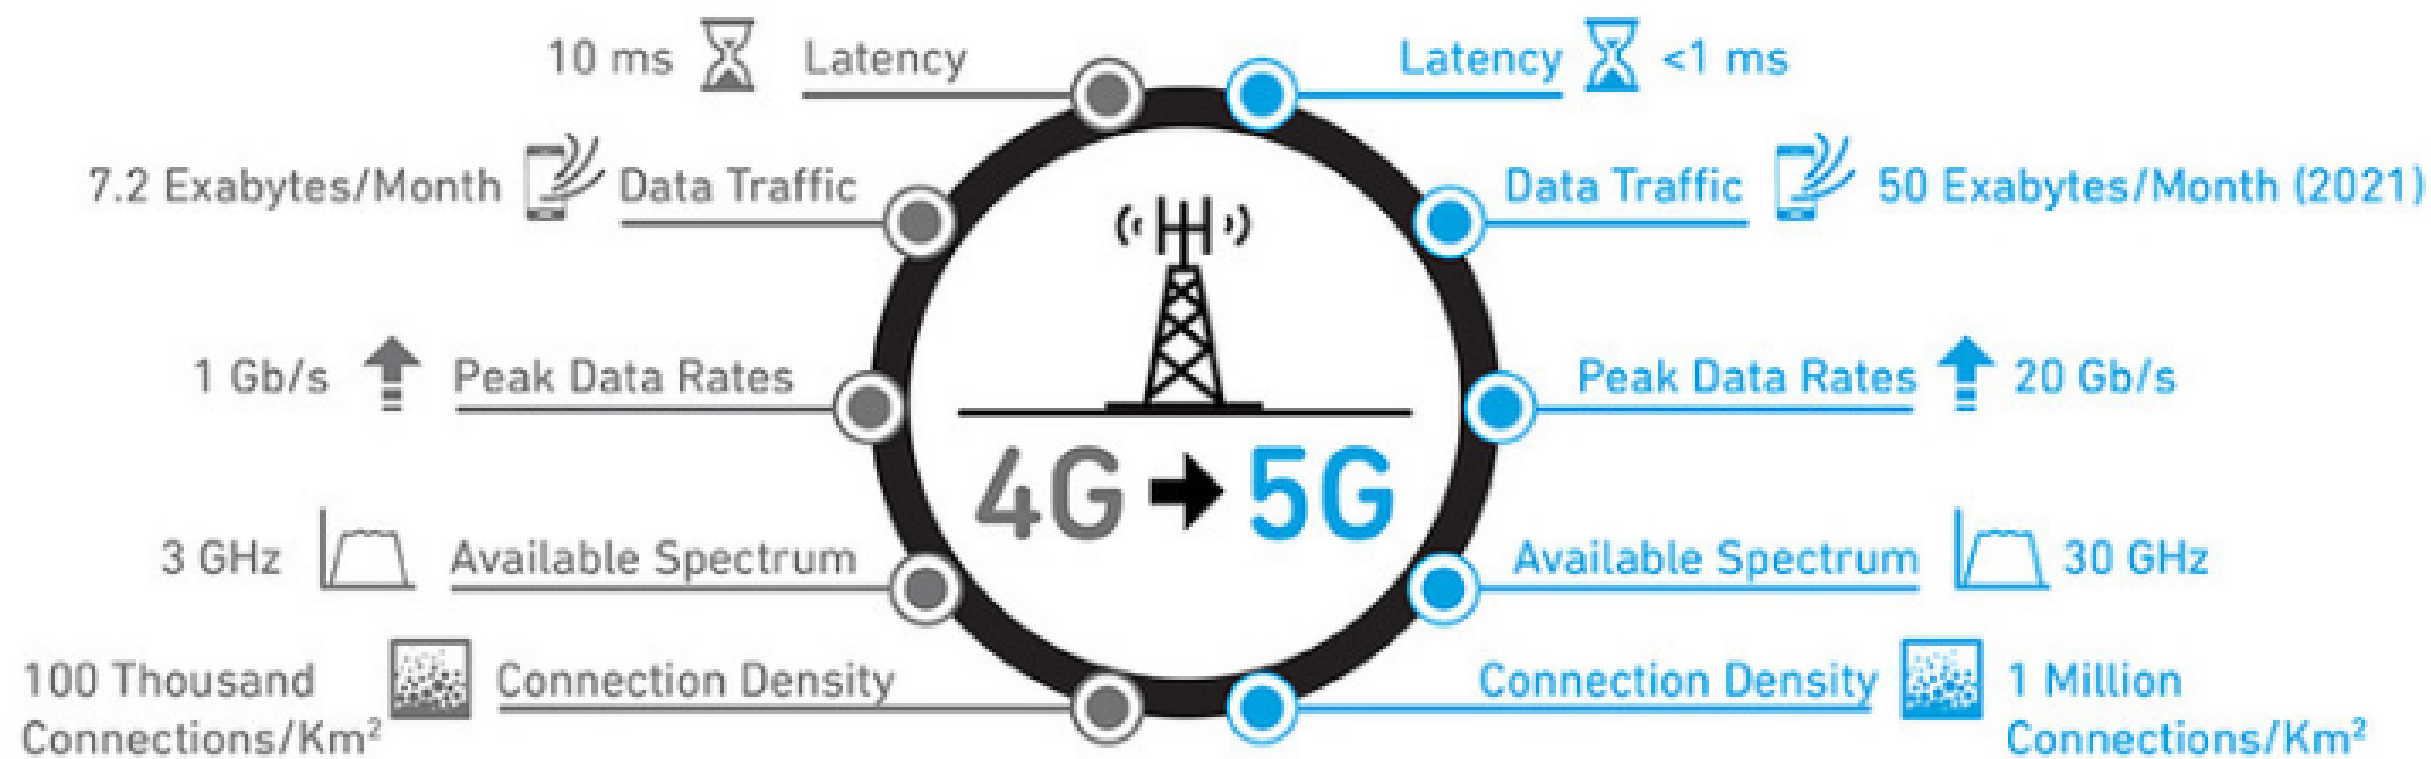 10 ms Latency
Latency <1 ms
7.2 Exabytes/Month Data Traffic
Data Traffic 50 Exabytes/Month (2021)
1 Gb/s Peak Data Rates
Peak Data Rates 20 Gb/s
4G 5G
3 GHz Available Spectrum
Available Spectrum 30 GHz
100 Thousand
Connections/Km²
Connection Density
Connection Density
1 Million
Connections/Km²